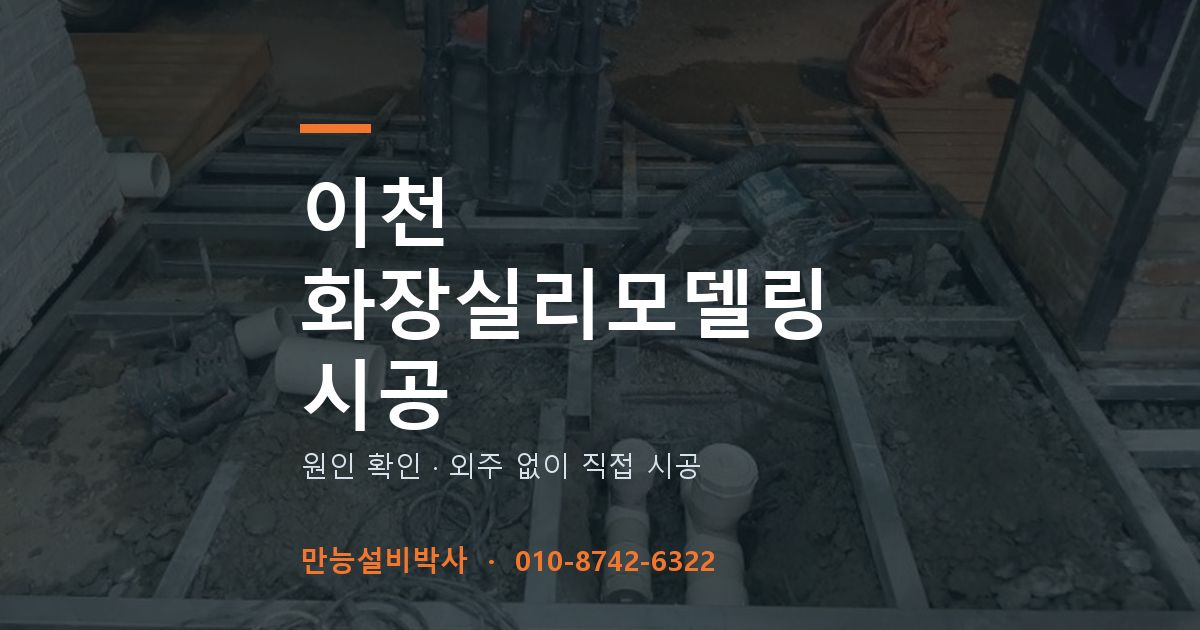 이천
화장실리모델링
시공
원인 확인 · 외주 없이 직접 시공
만능설비박사 · 010-8742-6322